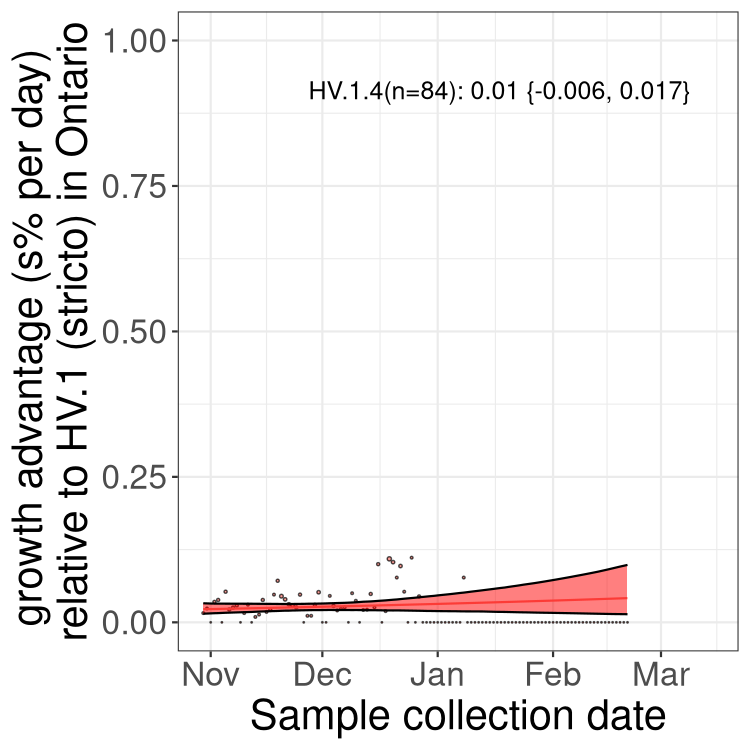 growth advantage (s% per day)
relative to HV.1 (stricto) in Ontario
1.00
0.75
0.50
0.25
0.00
HV.1.4(n=84): 0.01 {-0.006, 0.017}
Nov
Dec
Jan
Feb
Mar
Sample collection date